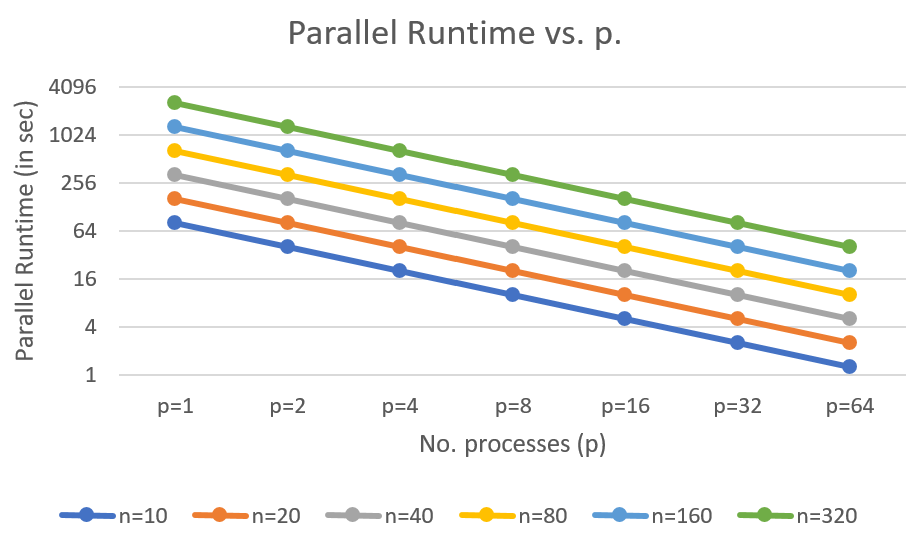 Parallel Runtime vs. p.
Parallel Runtime (in sec)
4096
1024
256
64
16
4
1
p=1 p=2 p=4 p=8 p=16 p=32 p=64
No. processes (p)
n=10 n=20 n=40 n=80 n=160 n=320